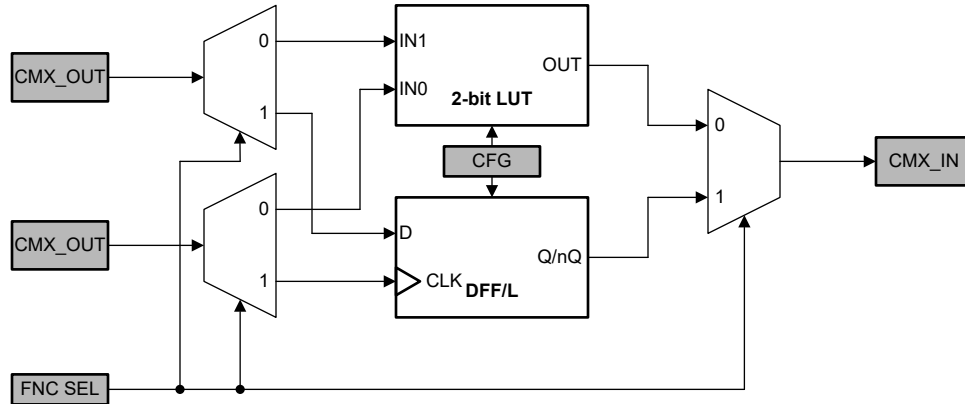 CMX_OUT
0
1
IN1
IN0
OUT
2-bit LUT
CFG
0
1
CMX_IN
CMX_OUT
0
1
D
CLK
DFF/L
Q/nQ
FNC SEL